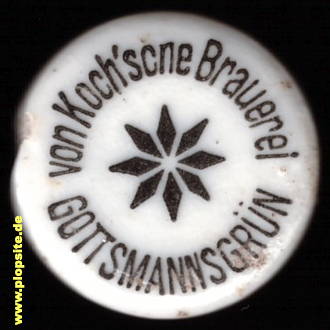 von Koch'sche Brauerei
GOTTSMANNSGRÜN
www.plopsite.de